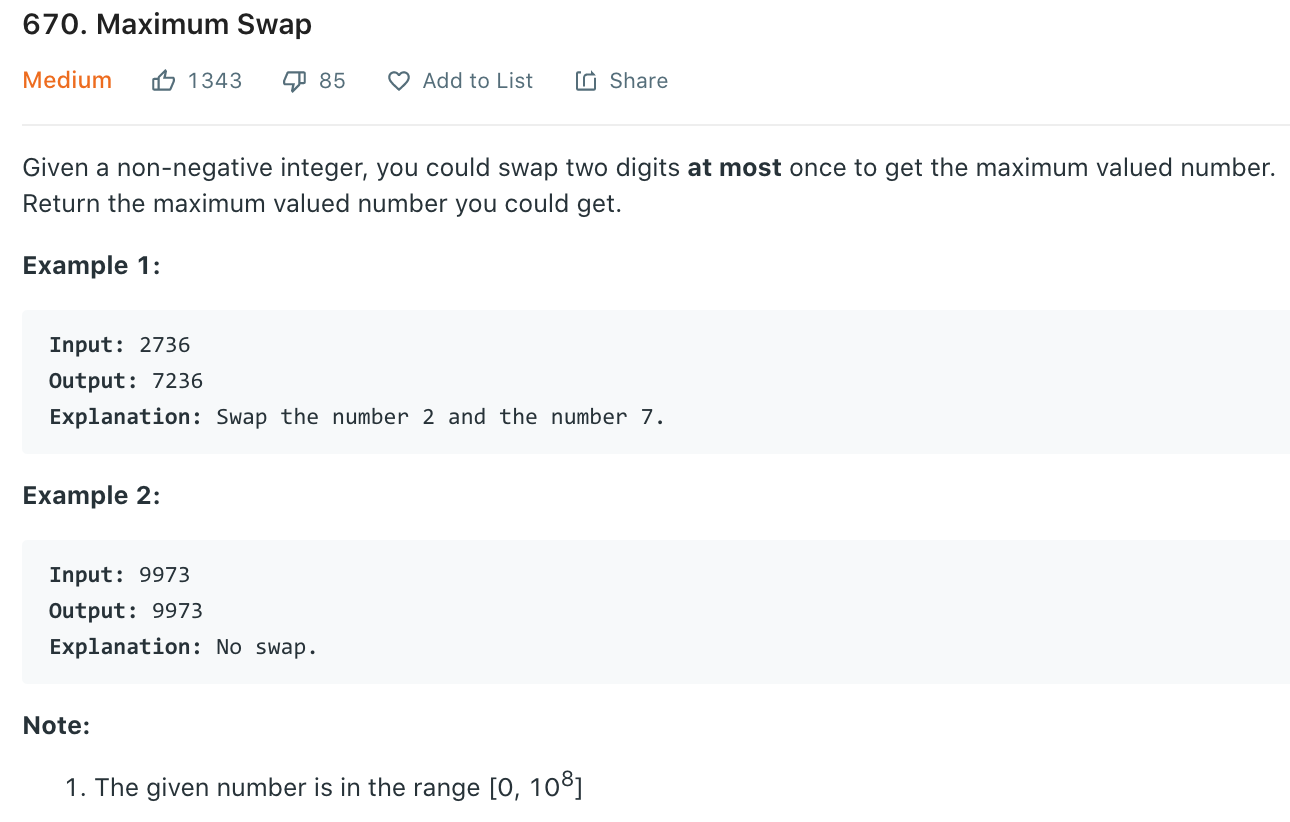 670. Maximum Swap
Medium 1343 85 Add to List Share
Given a non-negative integer, you could swap two digits at most once to get the maximum valued number.
Return the maximum valued number you could get.
Example 1:
Input: 2736
Output: 7236
Explanation: Swap the number 2 and the number 7.
Example 2:
Input: 9973
Output: 9973
Explanation: No swap.
Note:
1. The given number is in the range [0, 10⁸]